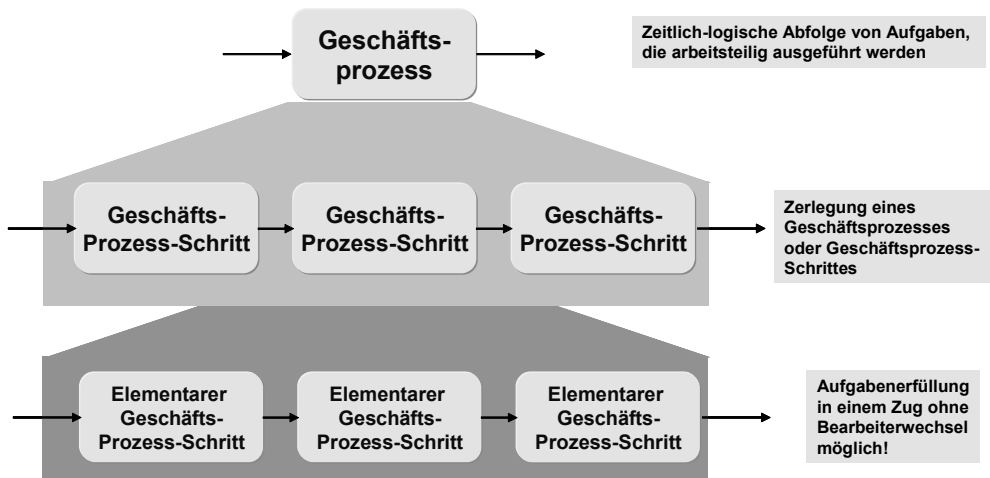 Geschäfts-
prozess
Zeitlich-logische Abfolge von Aufgaben,
die arbeitsteilig ausgeführt werden
Geschäfts-
Prozess-Schritt
Geschäfts-
Prozess-Schritt
Geschäfts-
Prozess-Schritt
Zerlegung eines
Geschäftsprozesses
oder Geschäftsprozess-
Schrittes
Elementarer
Geschäfts-
Prozess-Schritt
Elementarer
Geschäfts-
Prozess-Schritt
Elementarer
Geschäfts-
Prozess-Schritt
Aufgabenerfüllung
in einem Zug ohne
Bearbeiterwechsel
möglich!